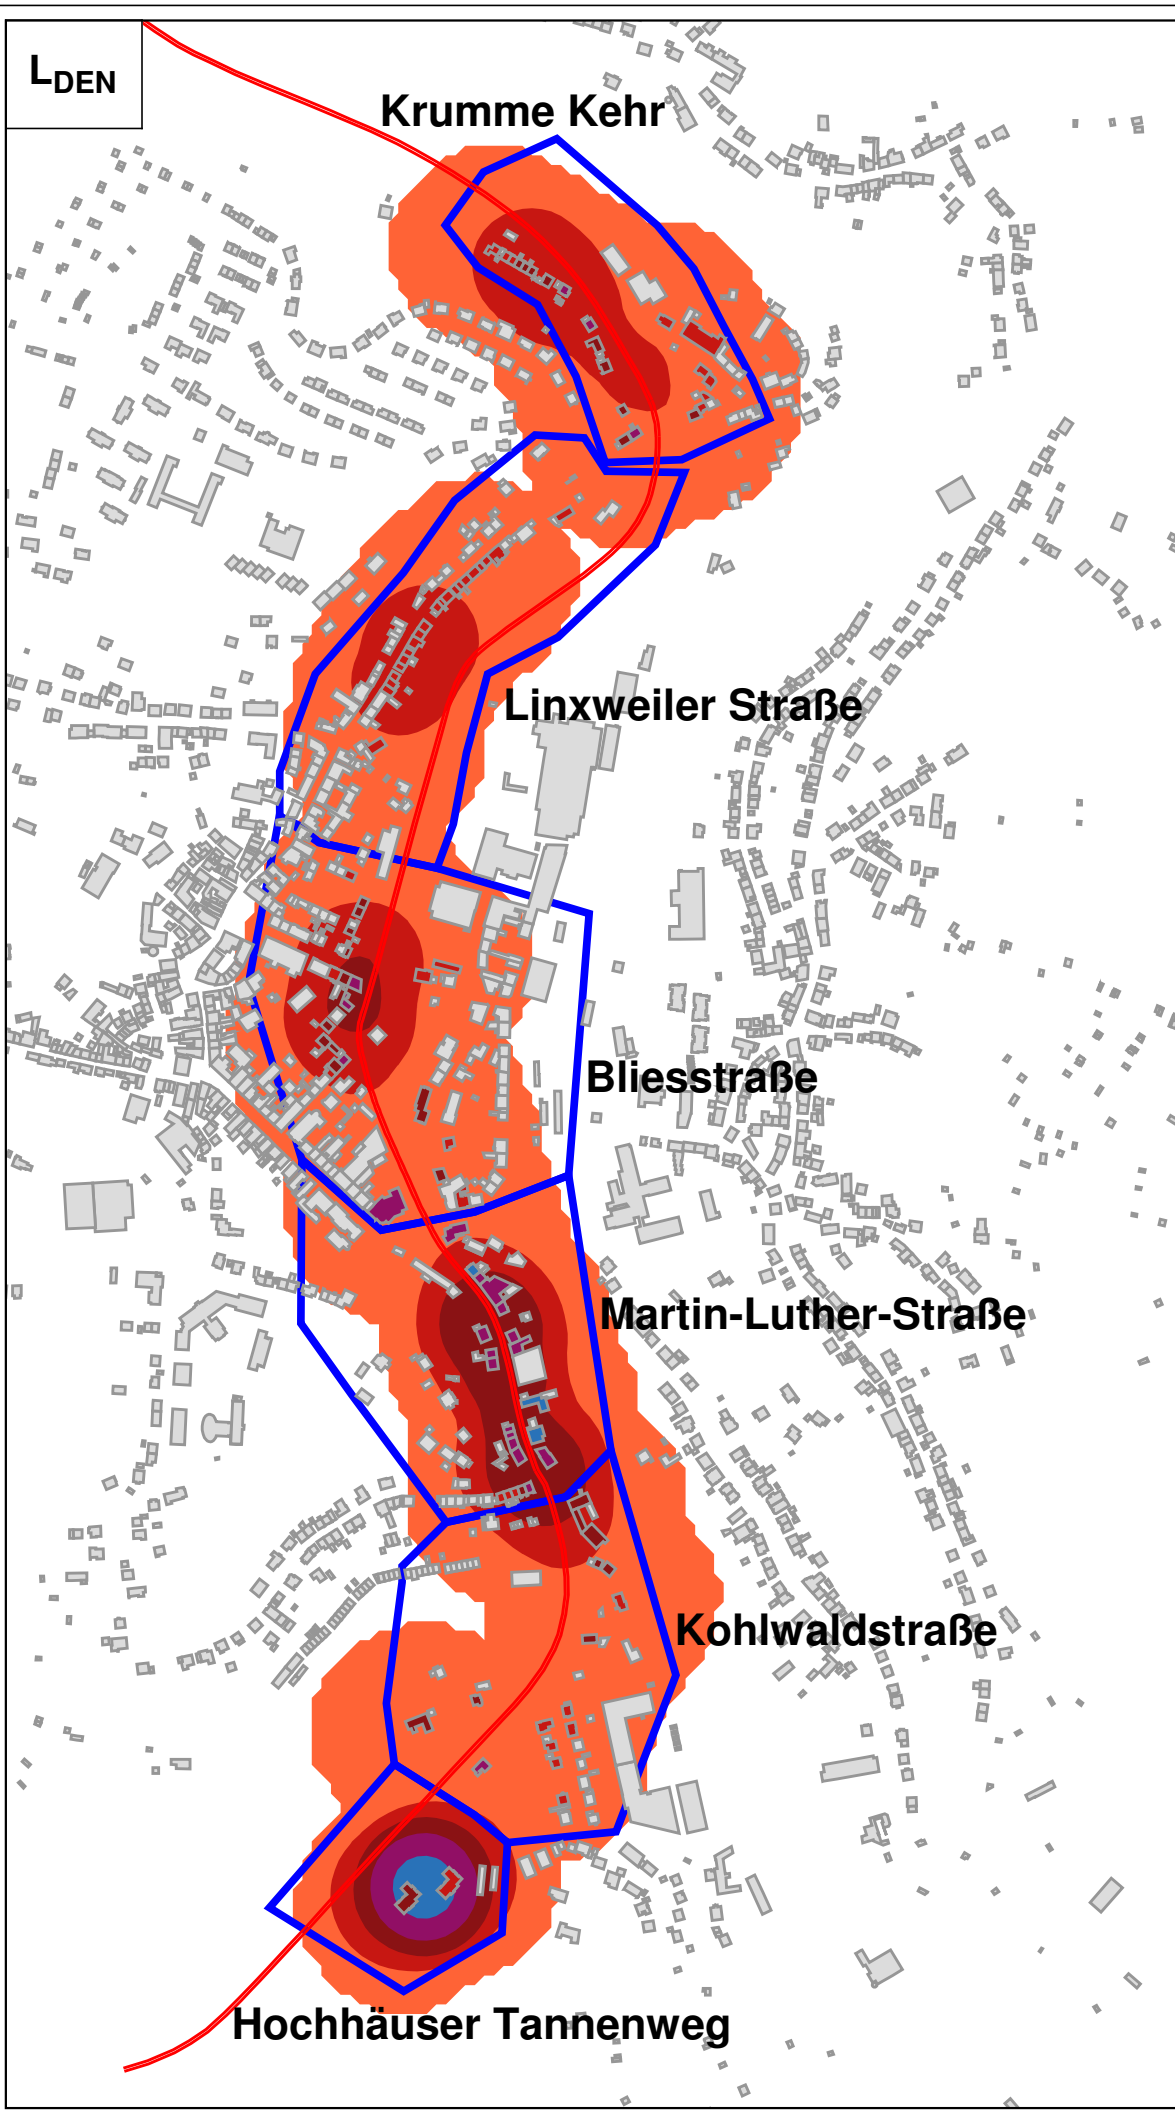 LDEN
Krumme Kehr
Linxweiler Straße
Bliesstraße
Martin-Luther-Straße
Kohlwaldstraße
Hochhäuser Tannenweg